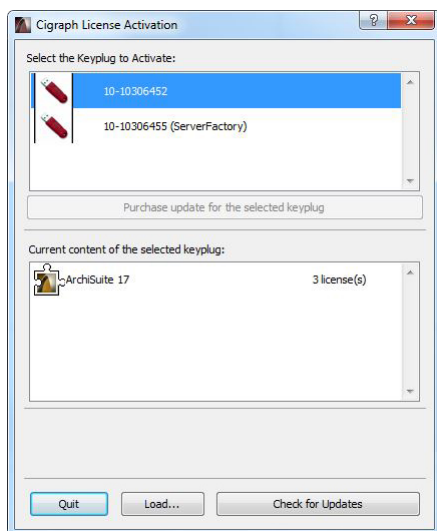 Cigraph License Activation
Select the Keyplug to Activate:
10-10306452
10-10306455 (ServerFactory)
Purchase update for the selected keyplug
Current content of the selected keyplug:
ArchiSuite 17 3 license(s)
Quit Load... Check for Updates